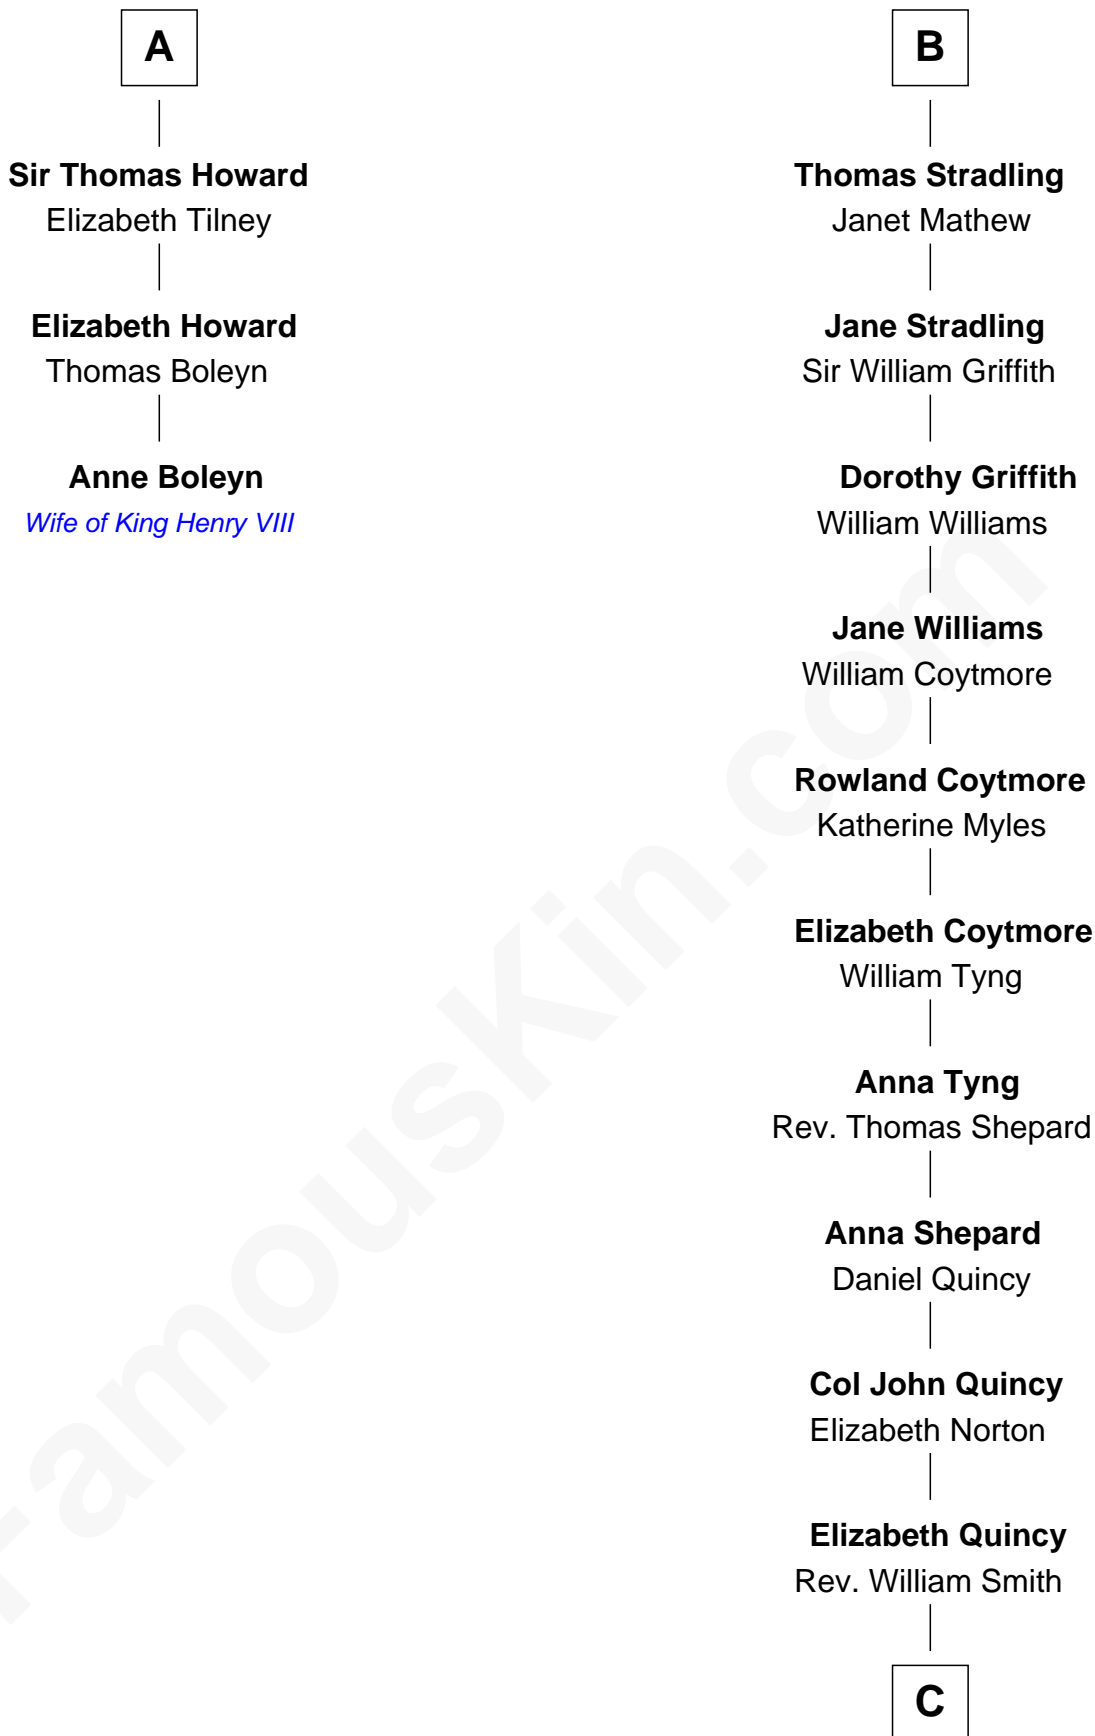 A
Sir Thomas Howard
Elizabeth Tilney
Elizabeth Howard
Thomas Boleyn
Anne Boleyn
Wife of King Henry VIII
B
Thomas Stradling
Janet Mathew
Jane Stradling
Sir William Griffith
Dorothy Griffith
William Williams
Jane Williams
William Coytmore
Rowland Coytmore
Katherine Myles
Elizabeth Coytmore
William Tyng
Anna Tyng
Rev. Thomas Shepard
Anna Shepard
Daniel Quincy
Col John Quincy
Elizabeth Norton
Elizabeth Quincy
Rev. William Smith
C
FamousKin.com